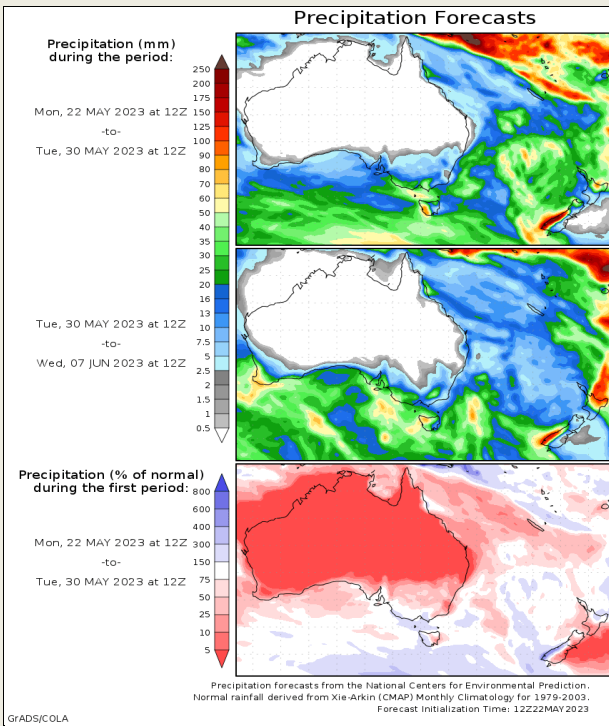 Precipitation Forecasts
Precipitation (mm)
during the period:
Mon, 22 MAY 2023 at 12Z
-to-
Tue, 30 MAY 2023 at 12Z
250
200
175
150
125
100
90
80
70
60
50
40
35
30
25
20
16
13
10
7.5
5
2.5
2
1.5
1
0.5
Tue, 30 MAY 2023 at 12Z
-to-
Wed, 07 JUN 2023 at 12Z
Precipitation (% of normal)
during the first period:
Mon, 22 MAY 2023 at 12Z
-to-
Tue, 30 MAY 2023 at 12Z
800
600
400
300
150
75
50
25
10
5
Precipitation forecasts from the National Centers for Environmental Prediction.
Normal rainfall derived from Xie-Arkin (CMAP) Monthly Climatology for 1979-2003.
Forecast Initialization Time: 12Z22MAY2023
GrADS/COLA